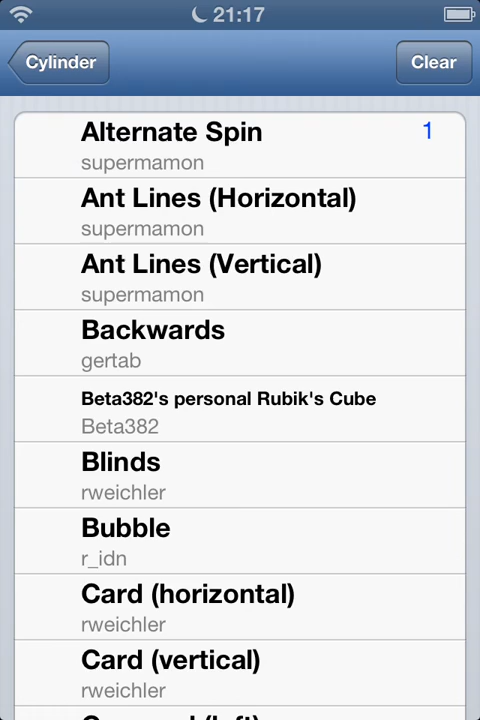 21:17
Cylinder
Clear
Alternate Spin 1
supermamon
Ant Lines (Horizontal)
supermamon
Ant Lines (Vertical)
supermamon
Backwards
gertab
Beta382's personal Rubik's Cube
Beta382
Blinds
rweichler
Bubble
r_idn
Card (horizontal)
rweichler
Card (vertical)
rweichler